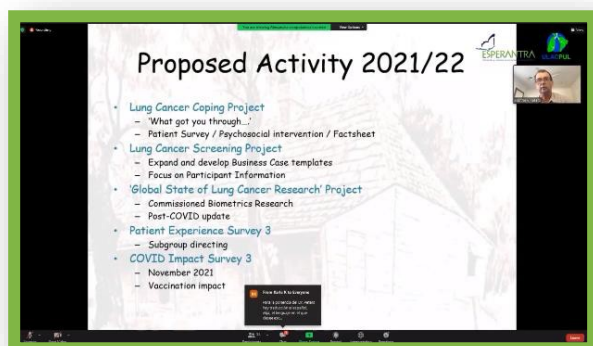 ESPERANTRA
ULACPUL
Proposed Activity 2021/22
• Lung Cancer Coping Project
– 'What got you through....'
– Patient Survey / Psychosocial intervention / Factsheet
• Lung Cancer Screening Project
– Expand and develop Business Case templates
– Focus on Participant Information
• 'Global State of Lung Cancer Research' Project
– Commissioned Biometrics Research
– Post-COVID update
• Patient Experience Survey 3
– Subgroup directing
• COVID Impact Survey 3
– November 2021
– Vaccination impact